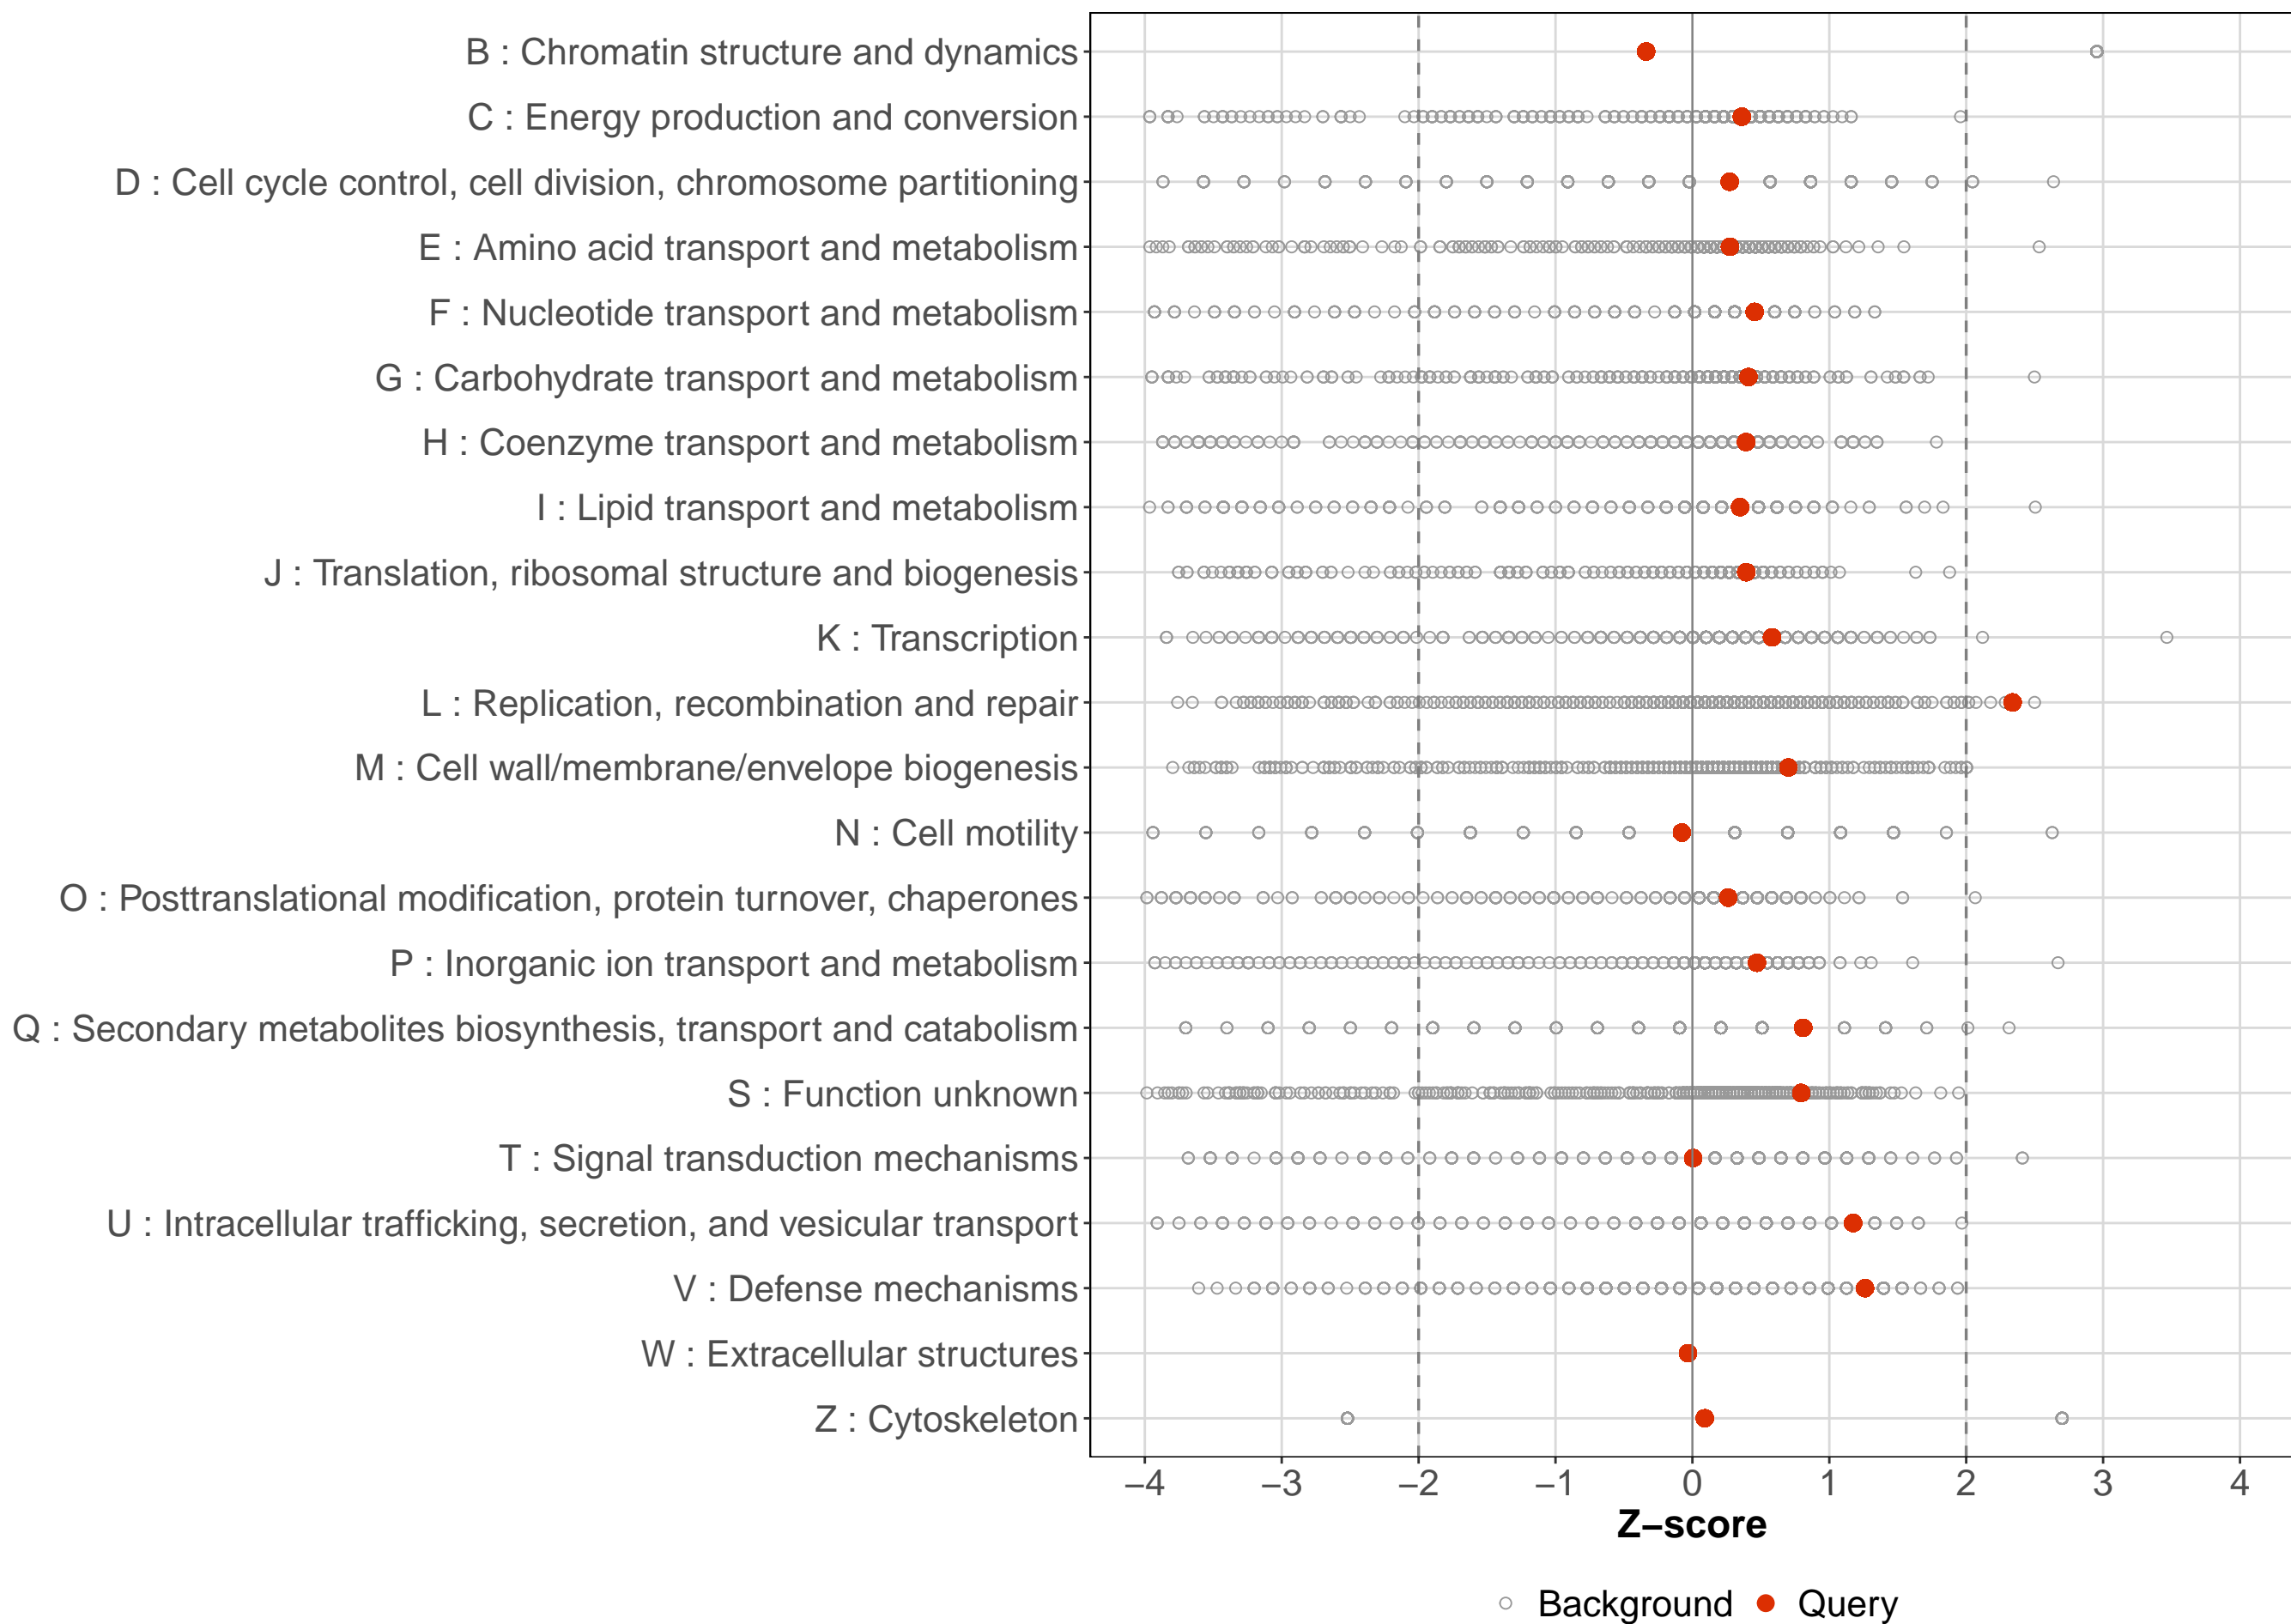 B : Chromatin structure and dynamics
C : Energy production and conversion
D : Cell cycle control, cell division, chromosome partitioning
E : Amino acid transport and metabolism
F : Nucleotide transport and metabolism
G : Carbohydrate transport and metabolism
H : Coenzyme transport and metabolism
I : Lipid transport and metabolism
J : Translation, ribosomal structure and biogenesis
K : Transcription
L : Replication, recombination and repair
M : Cell wall/membrane/envelope biogenesis
N : Cell motility
O : Posttranslational modification, protein turnover, chaperones
P : Inorganic ion transport and metabolism
Q : Secondary metabolites biosynthesis, transport and catabolism
S : Function unknown
T : Signal transduction mechanisms
U : Intracellular trafficking, secretion, and vesicular transport
V : Defense mechanisms
W : Extracellular structures
Z : Cytoskeleton
−4 −3 −2 −1 0 1 2 3 4
Z−score
Background Query